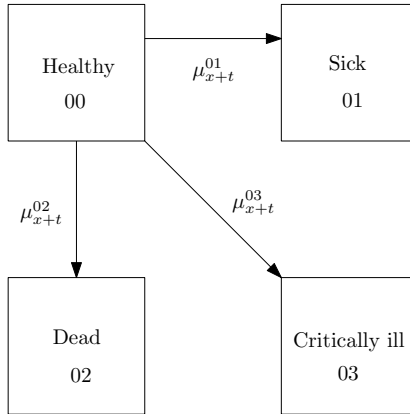 Healthy
00
μ^{01}_{x+t}
Sick
01
μ^{02}_{x+t}
μ^{03}_{x+t}
Dead
02
Critically ill
03